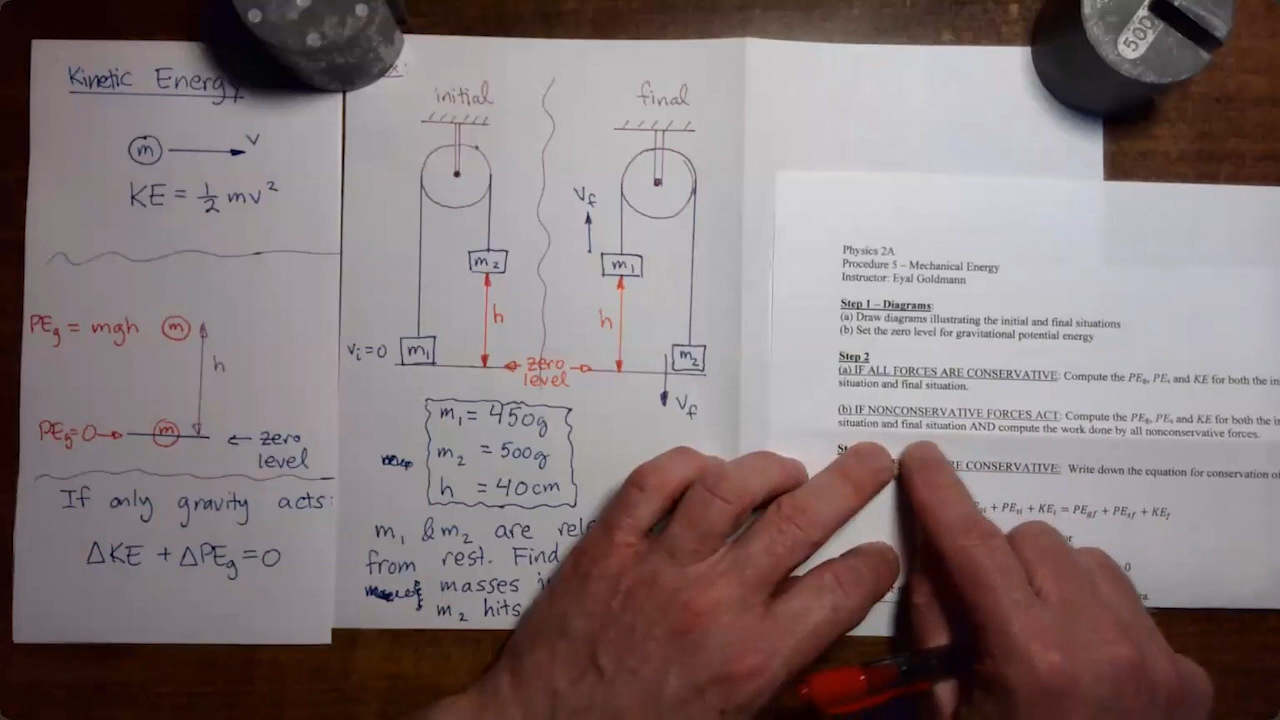 Kinetic Energy
m
v
KE = 1/2 mv²
PEg = mgh
m
h
PEg=0
m
zero
level
If only gravity acts:
ΔKE + ΔPEg = 0
initial
m2
h
vi = 0
m1
zero
level
final
Vf
m1
h
m2
Vf
m1 = 450g
m2 = 500g
h = 40cm
m1 & m2 are
from rest. Find
masses
m2 hits
500
Physics 2A
Procedure 5 – Mechanical Energy
Instructor: Eyal Goldmann
Step 1 – Diagrams:
(a) Draw diagrams illustrating the initial and final situations
(b) Set the zero level for gravitational potential energy
Step 2
(a) IF ALL FORCES ARE CONSERVATIVE: Compute the PEg, PEs and KE for both the
situation and final situation.
(b) IF NONCONSERVATIVE FORCES ACT: Compute the PEg, PEs and KE for both the
situation and final situation AND compute the work done by all nonconservative forces.
CONSERVATIVE: Write down the equation for conservation
+ PEsi + KEi = PEgf + PEsf + KEf
or
0